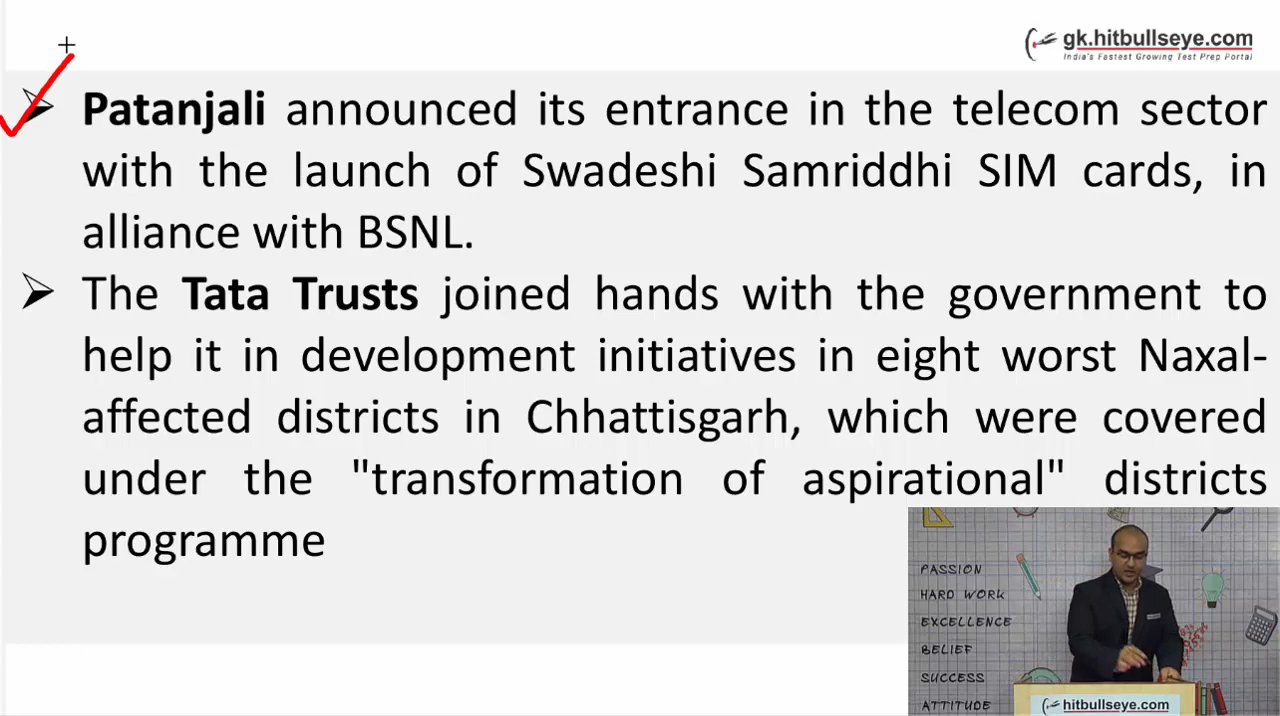 gk.hitbullseye.com
India's Fastest Growing Test Prep Portal
Patanjali announced its entrance in the telecom sector
with the launch of Swadeshi Samriddhi SIM cards, in
alliance with BSNL.
The Tata Trusts joined hands with the government to
help it in development initiatives in eight worst Naxal-
affected districts in Chhattisgarh, which were covered
under the "transformation of aspirational" districts
programme
PASSION
HARD WORK
EXCELLENCE
BELIEF
SUCCESS
ATTITUDE
hitbullseye.com